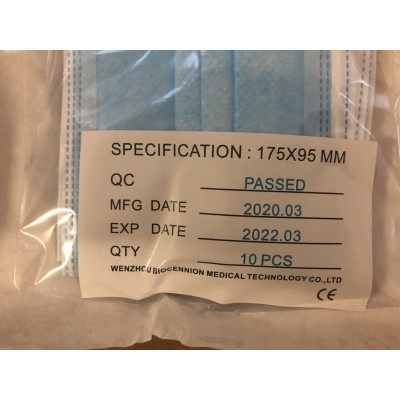 SPECIFICATION : 175X95 MM
QC PASSED
MFG DATE 2020.03
EXP DATE 2022.03
QTY 10 PCS
WENZHOU BIOCENNION MEDICAL TECHNOLOGY CO.,LTD
CE